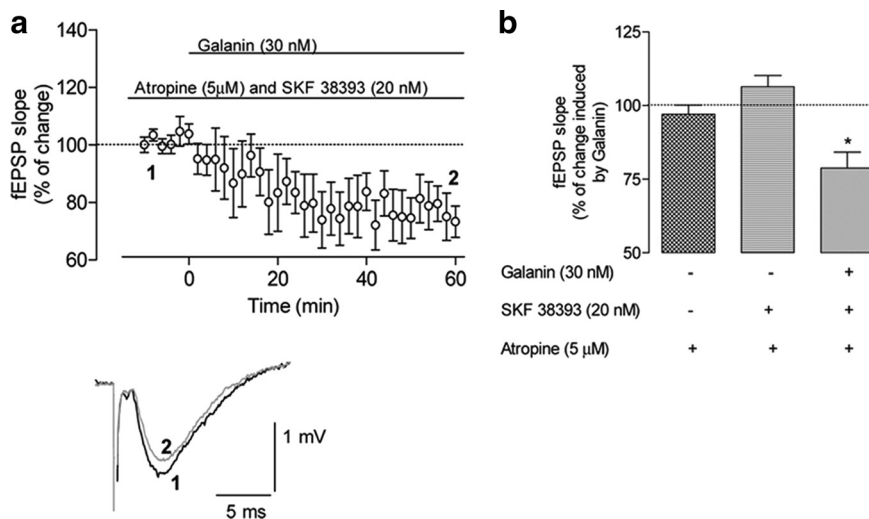 a
140
120
100
80
60
fEPSP slope
(% of change)
Galanin (30 nM)
Atropine (5μM) and SKF 38393 (20 nM)
1
2
0
20
40
60
Time (min)
2
1
1 mV
5 ms
b
100
75
50
fEPSP slope
(% of change induced
by Galanin)
*
Galanin (30 nM) - - +
SKF 38393 (20 nM) - + +
Atropine (5 μM) + + +